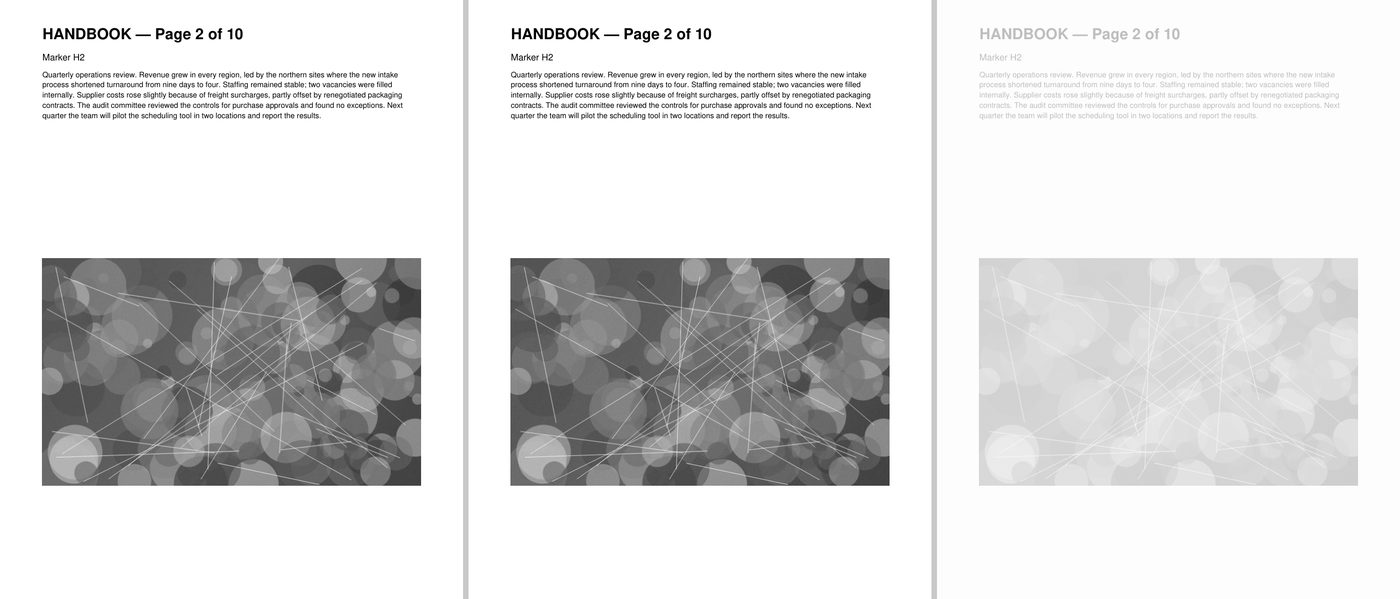 HANDBOOK — Page 2 of 10
Marker H2
Quarterly operations review. Revenue grew in every region, led by the northern sites where the new intake
process shortened turnaround from nine days to four. Staffing remained stable; two vacancies were filled
internally. Supplier costs rose slightly because of freight surcharges, partly offset by renegotiated packaging
contracts. The audit committee reviewed the controls for purchase approvals and found no exceptions. Next
quarter the team will pilot the scheduling tool in two locations and report the results.
HANDBOOK — Page 2 of 10
Marker H2
Quarterly operations review. Revenue grew in every region, led by the northern sites where the new intake
process shortened turnaround from nine days to four. Staffing remained stable; two vacancies were filled
internally. Supplier costs rose slightly because of freight surcharges, partly offset by renegotiated packaging
contracts. The audit committee reviewed the controls for purchase approvals and found no exceptions. Next
quarter the team will pilot the scheduling tool in two locations and report the results.
HANDBOOK — Page 2 of 10
Marker H2
Quarterly operations review. Revenue grew in every region, led by the northern sites where the new intake
process shortened turnaround from nine days to four. Staffing remained stable; two vacancies were filled
internally. Supplier costs rose slightly because of freight surcharges, partly offset by renegotiated packaging
contracts. The audit committee reviewed the controls for purchase approvals and found no exceptions. Next
quarter the team will pilot the scheduling tool in two locations and report the results.